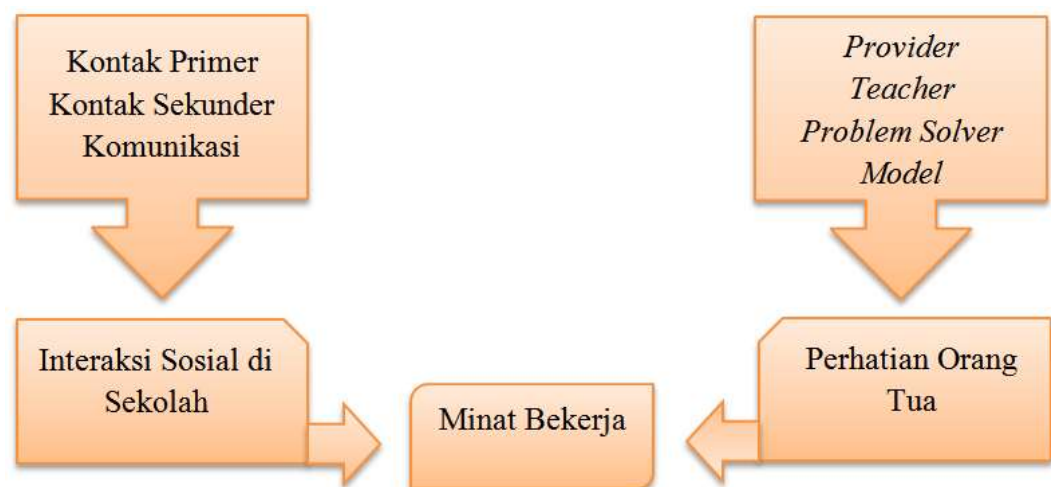 Kontak Primer
Kontak Sekunder
Komunikasi
Provider
Teacher
Problem Solver
Model
Interaksi Sosial di
Sekolah
Minat Bekerja
Perhatian Orang
Tua